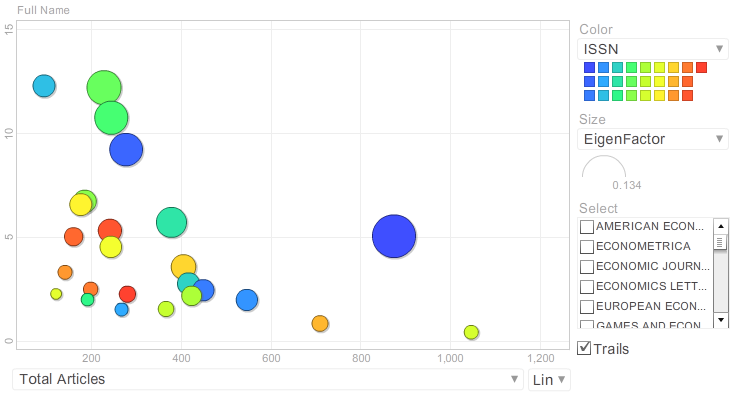 Full Name
15
10
5
0
200
400
600
800
1,000
1,200
Total Articles
Lin
Color
ISSN
Size
EigenFactor
0.134
Select
AMERICAN ECON...
ECONOMETRICA
ECONOMIC JOURN...
ECONOMICS LETT...
EUROPEAN ECON...
GAMES AND ECON
Trails